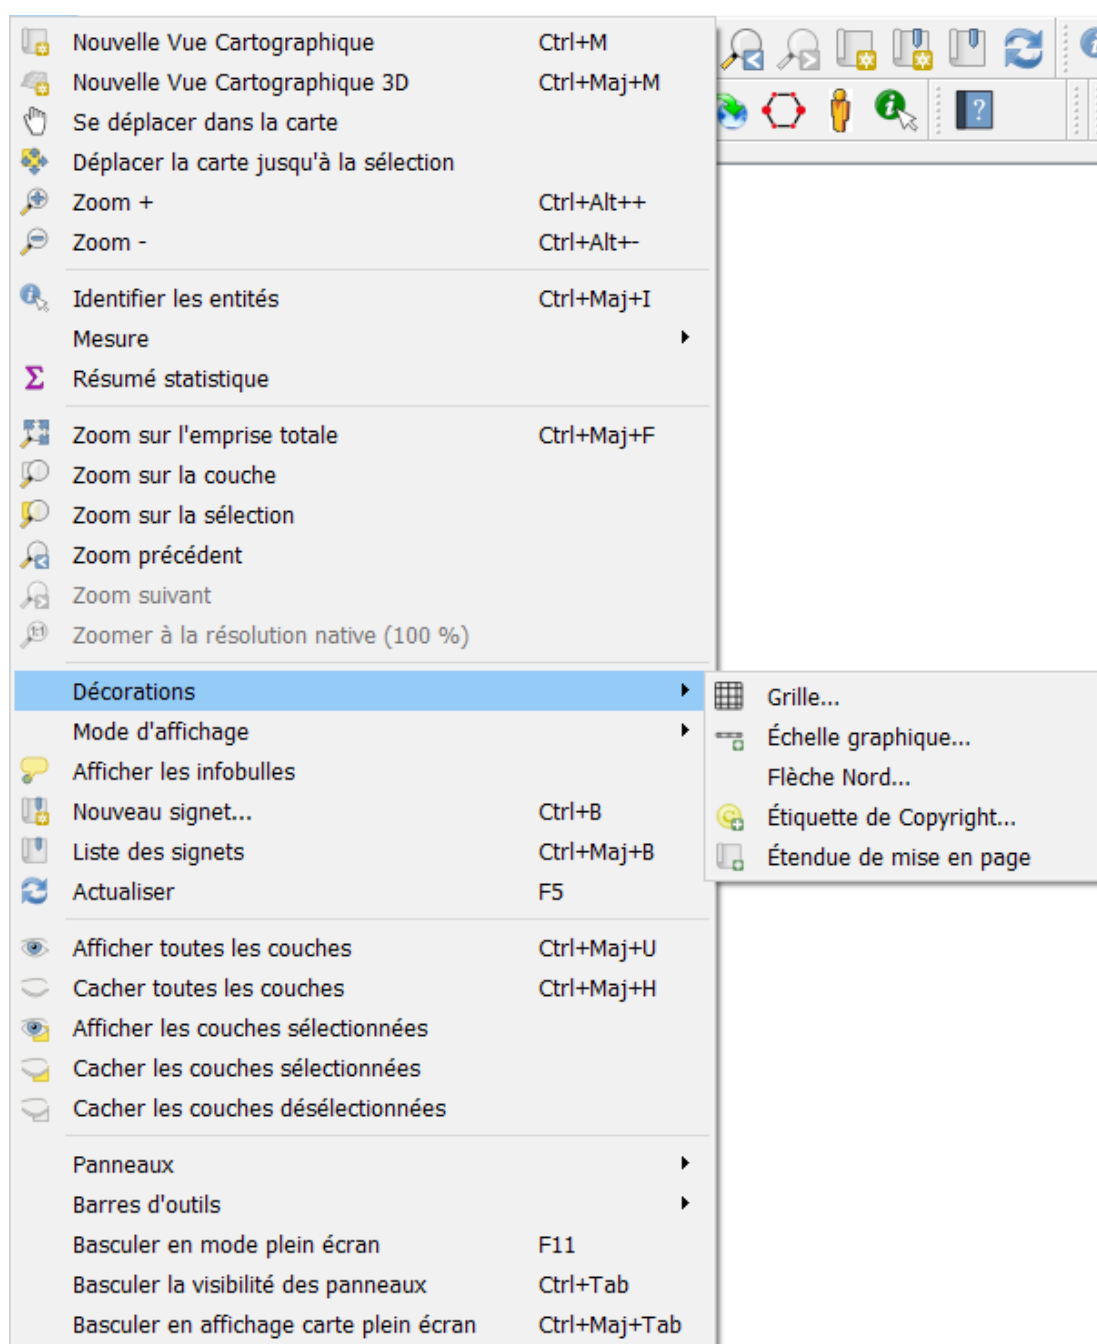 Nouvelle Vue Cartographique Ctrl+M
Nouvelle Vue Cartographique 3D Ctrl+Maj+M
Se déplacer dans la carte
Déplacer la carte jusqu'à la sélection
Zoom + Ctrl+Alt++
Zoom - Ctrl+Alt+-
Identifier les entités Ctrl+Maj+I
Mesure
Résumé statistique
Zoom sur l'emprise totale Ctrl+Maj+F
Zoom sur la couche
Zoom sur la sélection
Zoom précédent
Zoom suivant
Zoomer à la résolution native (100 %)
Décorations
Mode d'affichage
Afficher les infobulles
Nouveau signet... Ctrl+B
Liste des signets Ctrl+Maj+B
Actualiser F5
Afficher toutes les couches Ctrl+Maj+U
Cacher toutes les couches Ctrl+Maj+H
Afficher les couches sélectionnées
Cacher les couches sélectionnées
Cacher les couches désélectionnées
Panneaux
Barres d'outils
Basculer en mode plein écran F11
Basculer la visibilité des panneaux Ctrl+Tab
Basculer en affichage carte plein écran Ctrl+Maj+Tab
Grille...
Échelle graphique...
Flèche Nord...
Étiquette de Copyright...
Étendue de mise en page